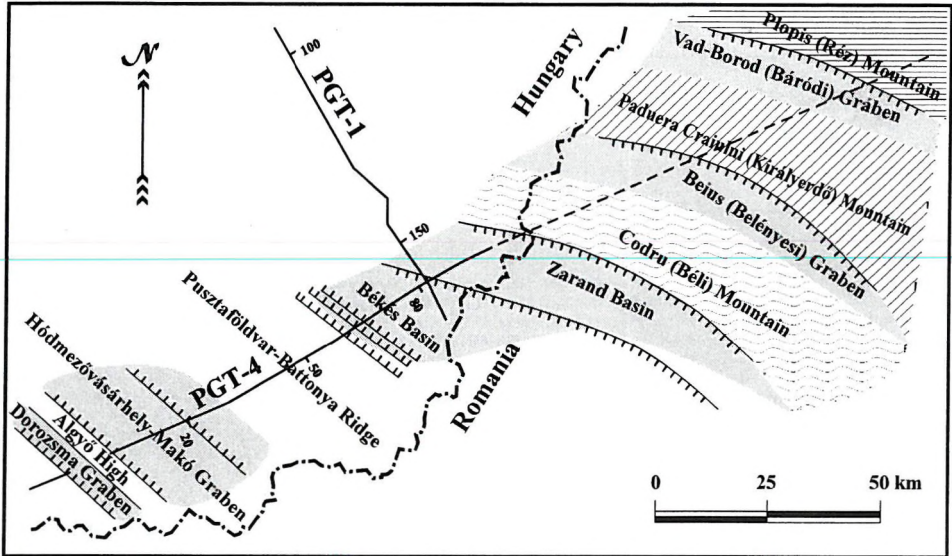 N
100
PGT-1
Hungary
Plopis (Réz) Mountain
Vad-Borod (Báródi) Gráben
Paduera Craiului (Királyerdő) Mountain
Beius (Belényesi) Graben
150
Codru (Béli) Mountain
Zarand Basin
80
Békés Basin
Pusztaföldvar-Battonya Ridge
50
PGT-4
Romania
Hódmezővásárhely-Makó Graben
20
Algyő High
Dorozsma Graben
0 25 50 km